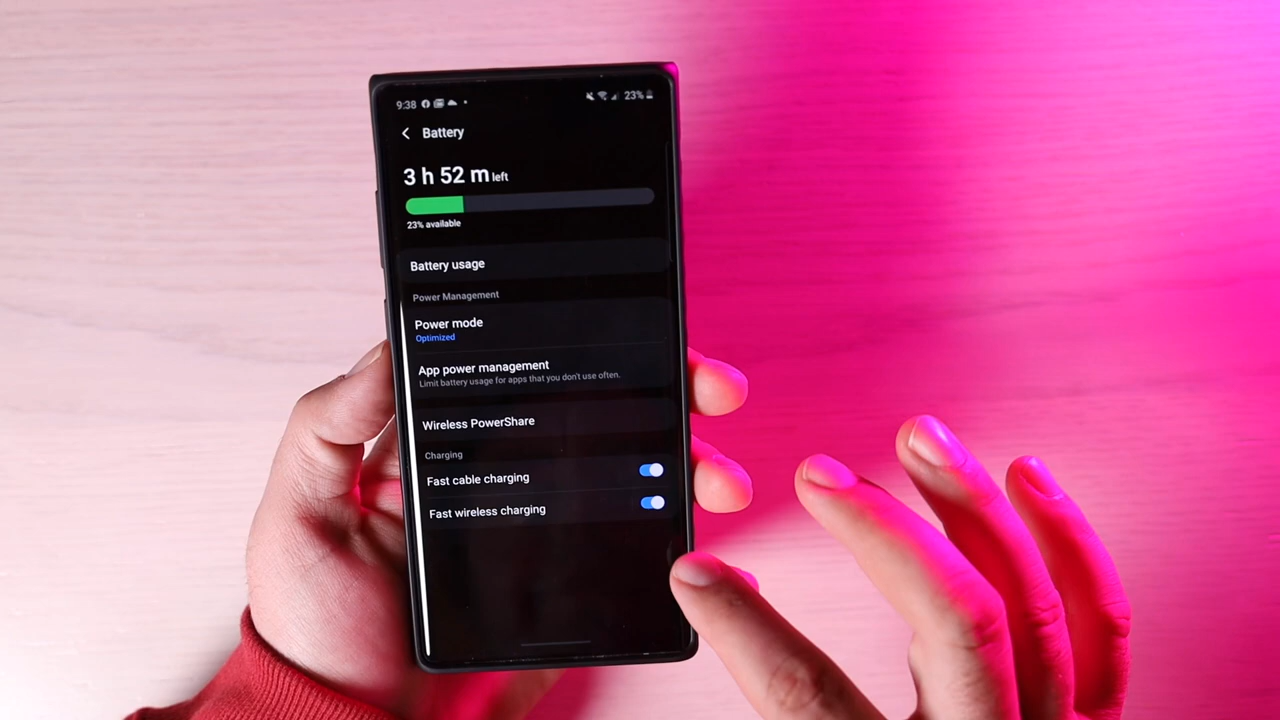 9:38 23%
Battery
3 h 52 m left
23% available
Battery usage
Power Management
Power mode
Optimized
App power management
Limit battery usage for apps that you don't use often.
Wireless PowerShare
Charging
Fast cable charging
Fast wireless charging